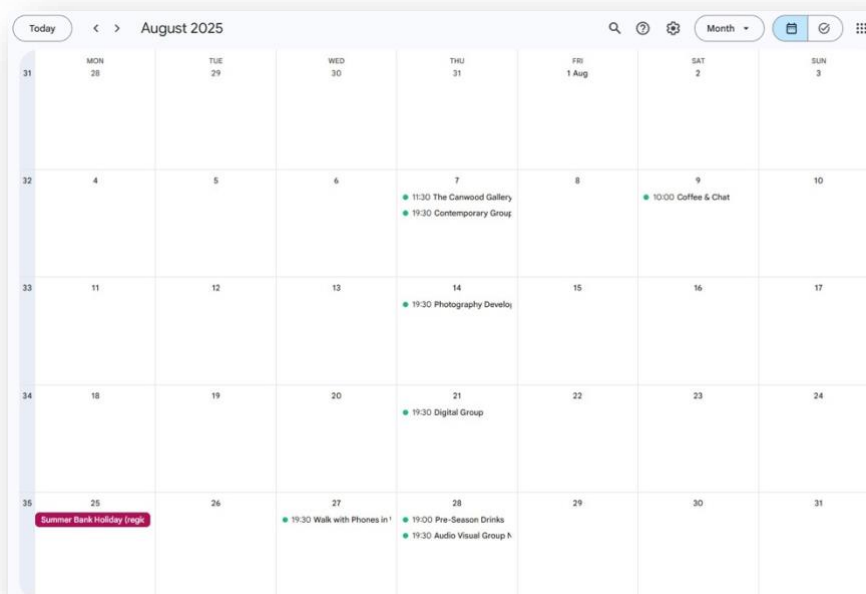 Today August 2025 Month
MON TUE WED THU FRI SAT SUN
31 28 29 30 31 1 Aug 2 3
32 4 5 6 7 8 9 10
11:30 The Canwood Gallery 10:00 Coffee & Chat
19:30 Contemporary Group
33 11 12 13 14 15 16 17
19:30 Photography Develop
34 18 19 20 21 22 23 24
19:30 Digital Group
35 25 26 27 28 29 30 31
Summer Bank Holiday (regic 19:30 Walk with Phones in 19:00 Pre-Season Drinks
19:30 Audio Visual Group N